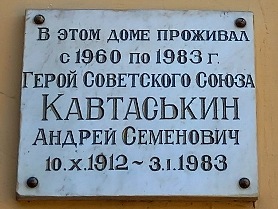 В ЭТОМ ДОМЕ ПРОЖИВАЛ
С 1960 ПО 1983 Г.
ГЕРОЙ СОВЕТСКОГО СОЮЗА
КАВТАСЬКИН
АНДРЕЙ СЕМЕНОВИЧ
10.X.1912 ~ 3.I.1983